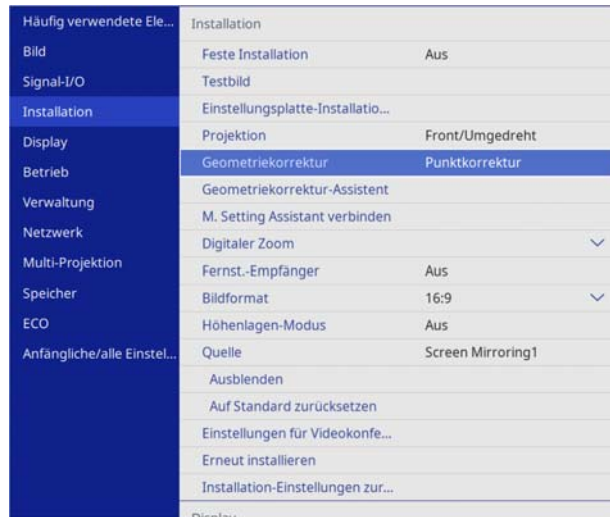 Häufig verwendete Ele...
Bild
Signal-I/O
Installation
Display
Betrieb
Verwaltung
Netzwerk
Multi-Projektion
Speicher
ECO
Anfängliche/alle Einstel...
Installation
Feste Installation Aus
Testbild
Einstellungsplatte-Installatio...
Projektion Front/Umgedreht
Geometriekorrektur Punktkorrektur
Geometriekorrektur-Assistent
M. Setting Assistant verbinden
Digitaler Zoom
Fernst.-Empfänger Aus
Bildformat 16:9
Höhenlagen-Modus Aus
Quelle Screen Mirroring1
Ausblenden
Auf Standard zurücksetzen
Einstellungen für Videokonfe...
Erneut installieren
Installation-Einstellungen zur...
Display